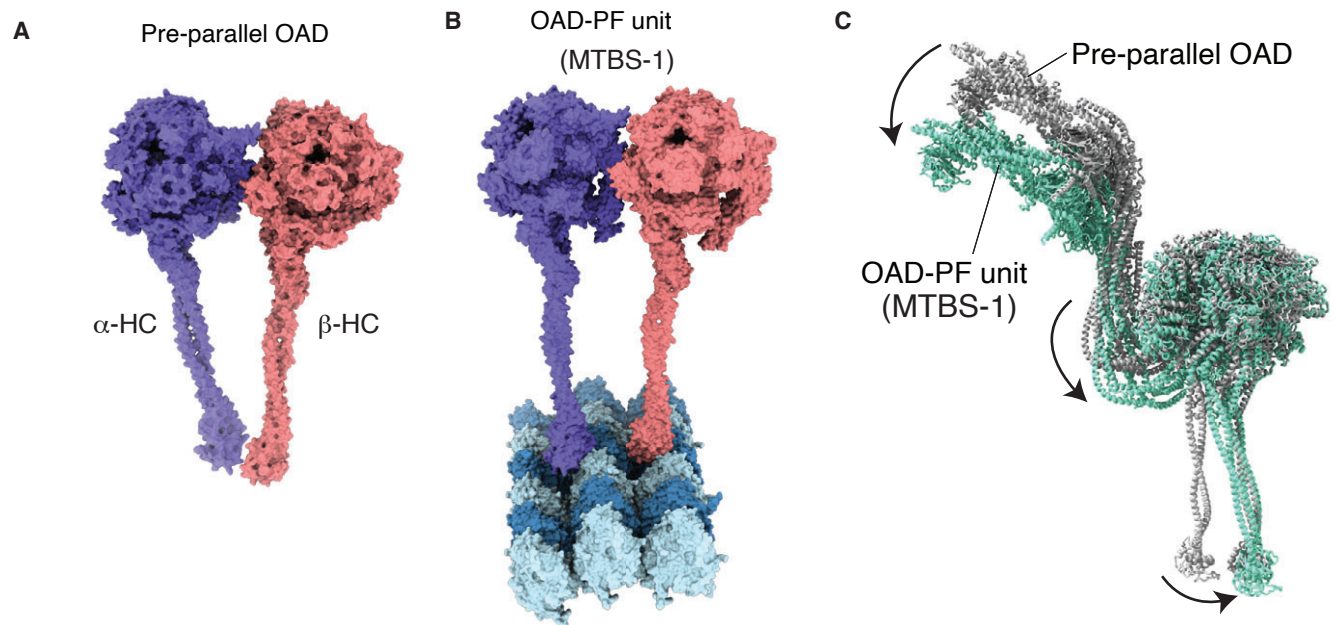 A
Pre-parallel OAD
α-HC
β-HC
B
OAD-PF unit
(MTBS-1)
C
Pre-parallel OAD
OAD-PF unit
(MTBS-1)